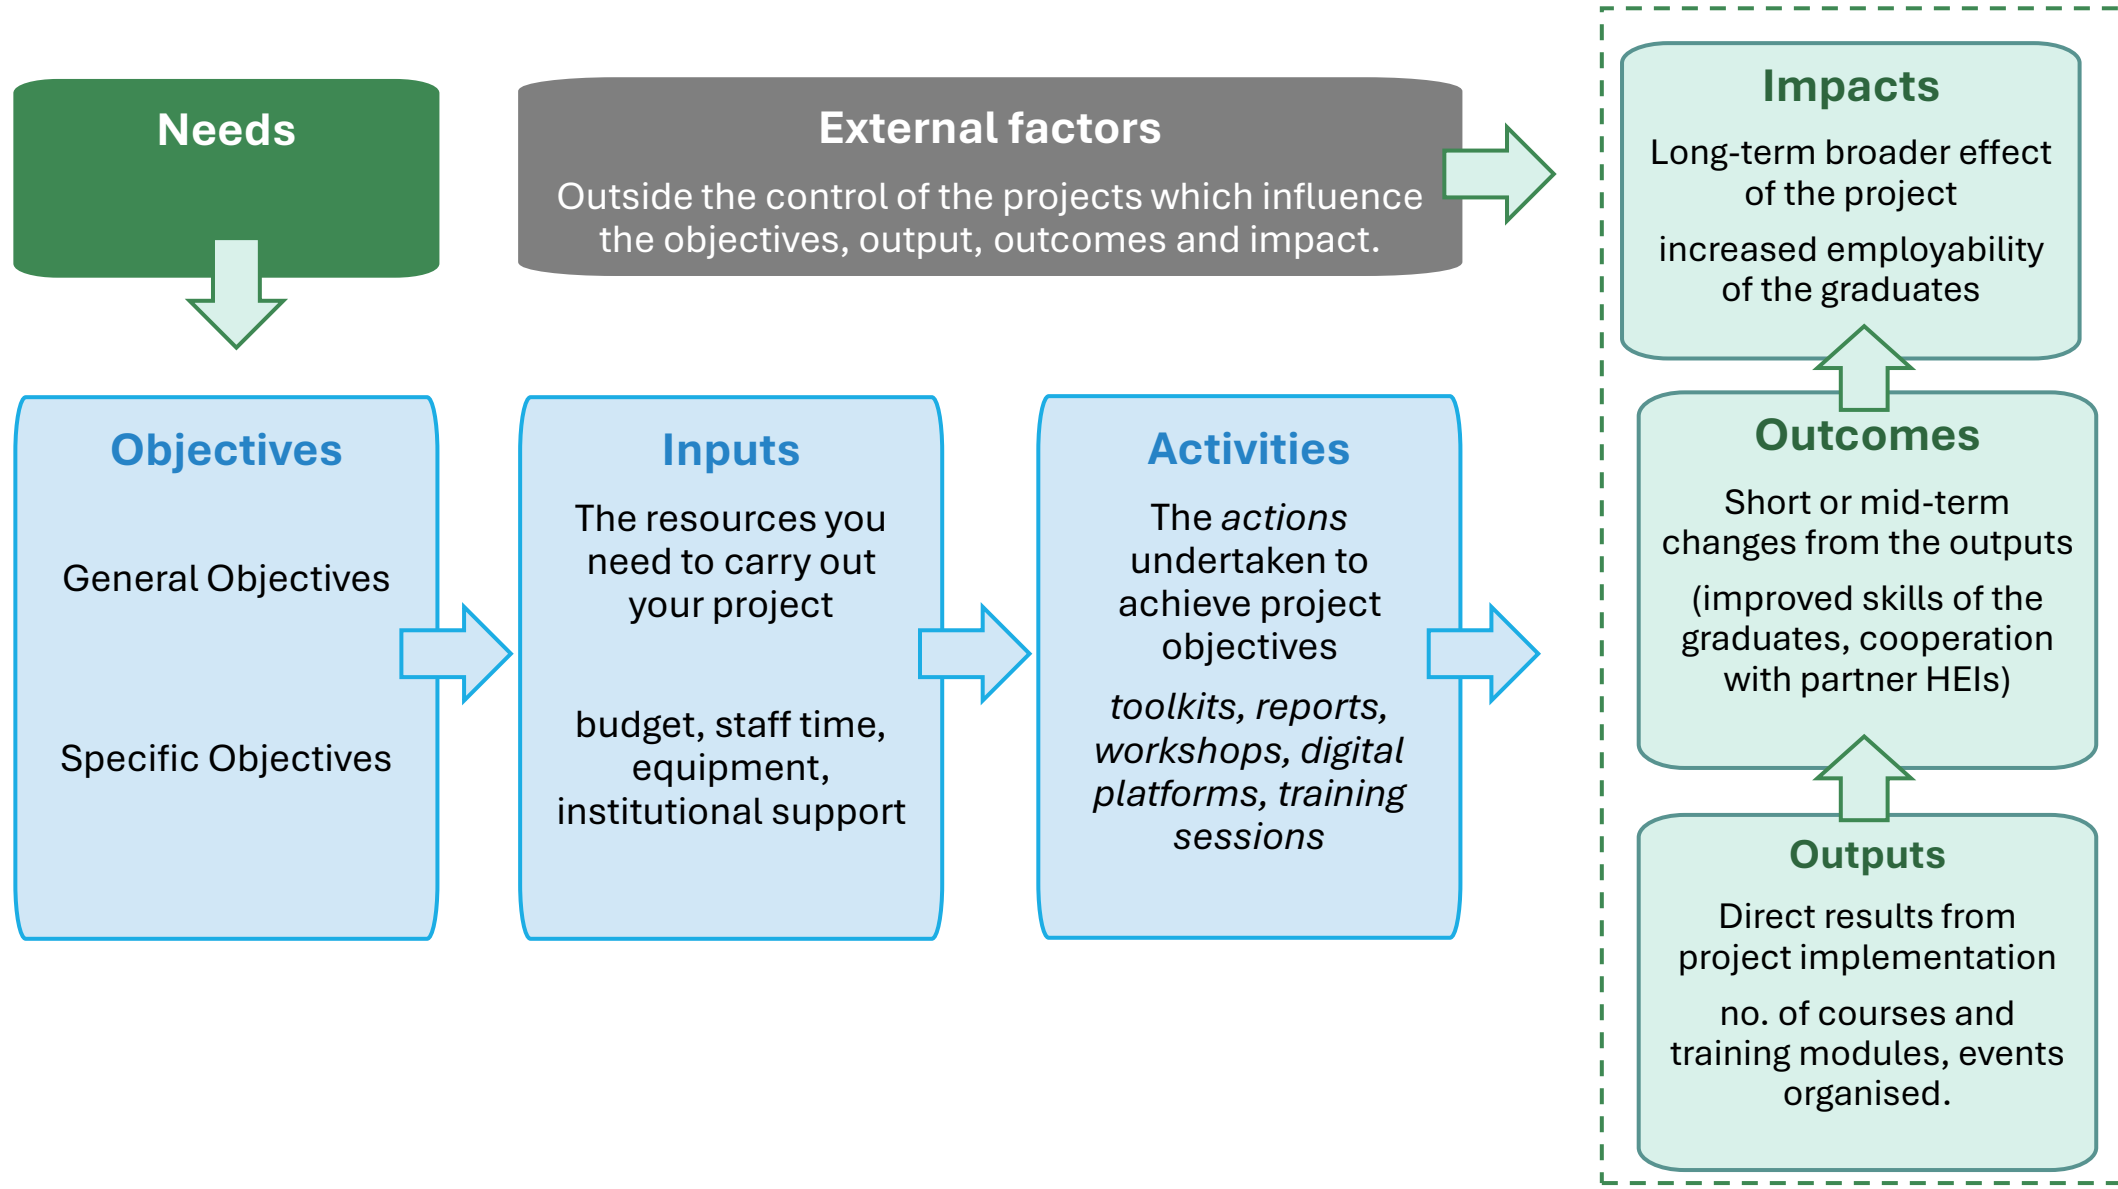 Needs
External factors
Outside the control of the projects which influence
the objectives, output, outcomes and impact.
Objectives
General Objectives
Specific Objectives
Inputs
The resources you
need to carry out
your project
budget, staff time,
equipment,
institutional support
Activities
The actions
undertaken to
achieve project
objectives
toolkits, reports,
workshops, digital
platforms, training
sessions
Impacts
Long-term broader effect
of the project
increased employability
of the graduates
Outcomes
Short or mid-term
changes from the outputs
(improved skills of the
graduates, cooperation
with partner HEIs)
Outputs
Direct results from
project implementation
no. of courses and
training modules, events
organised.